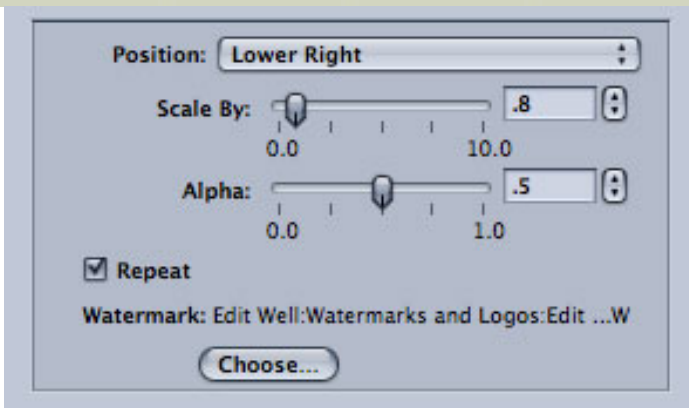 Position: Lower Right
Scale By: .8
0.0 10.0
Alpha: .5
0.0 1.0
Repeat
Watermark: Edit Well:Watermarks and Logos:Edit ...W
Choose...